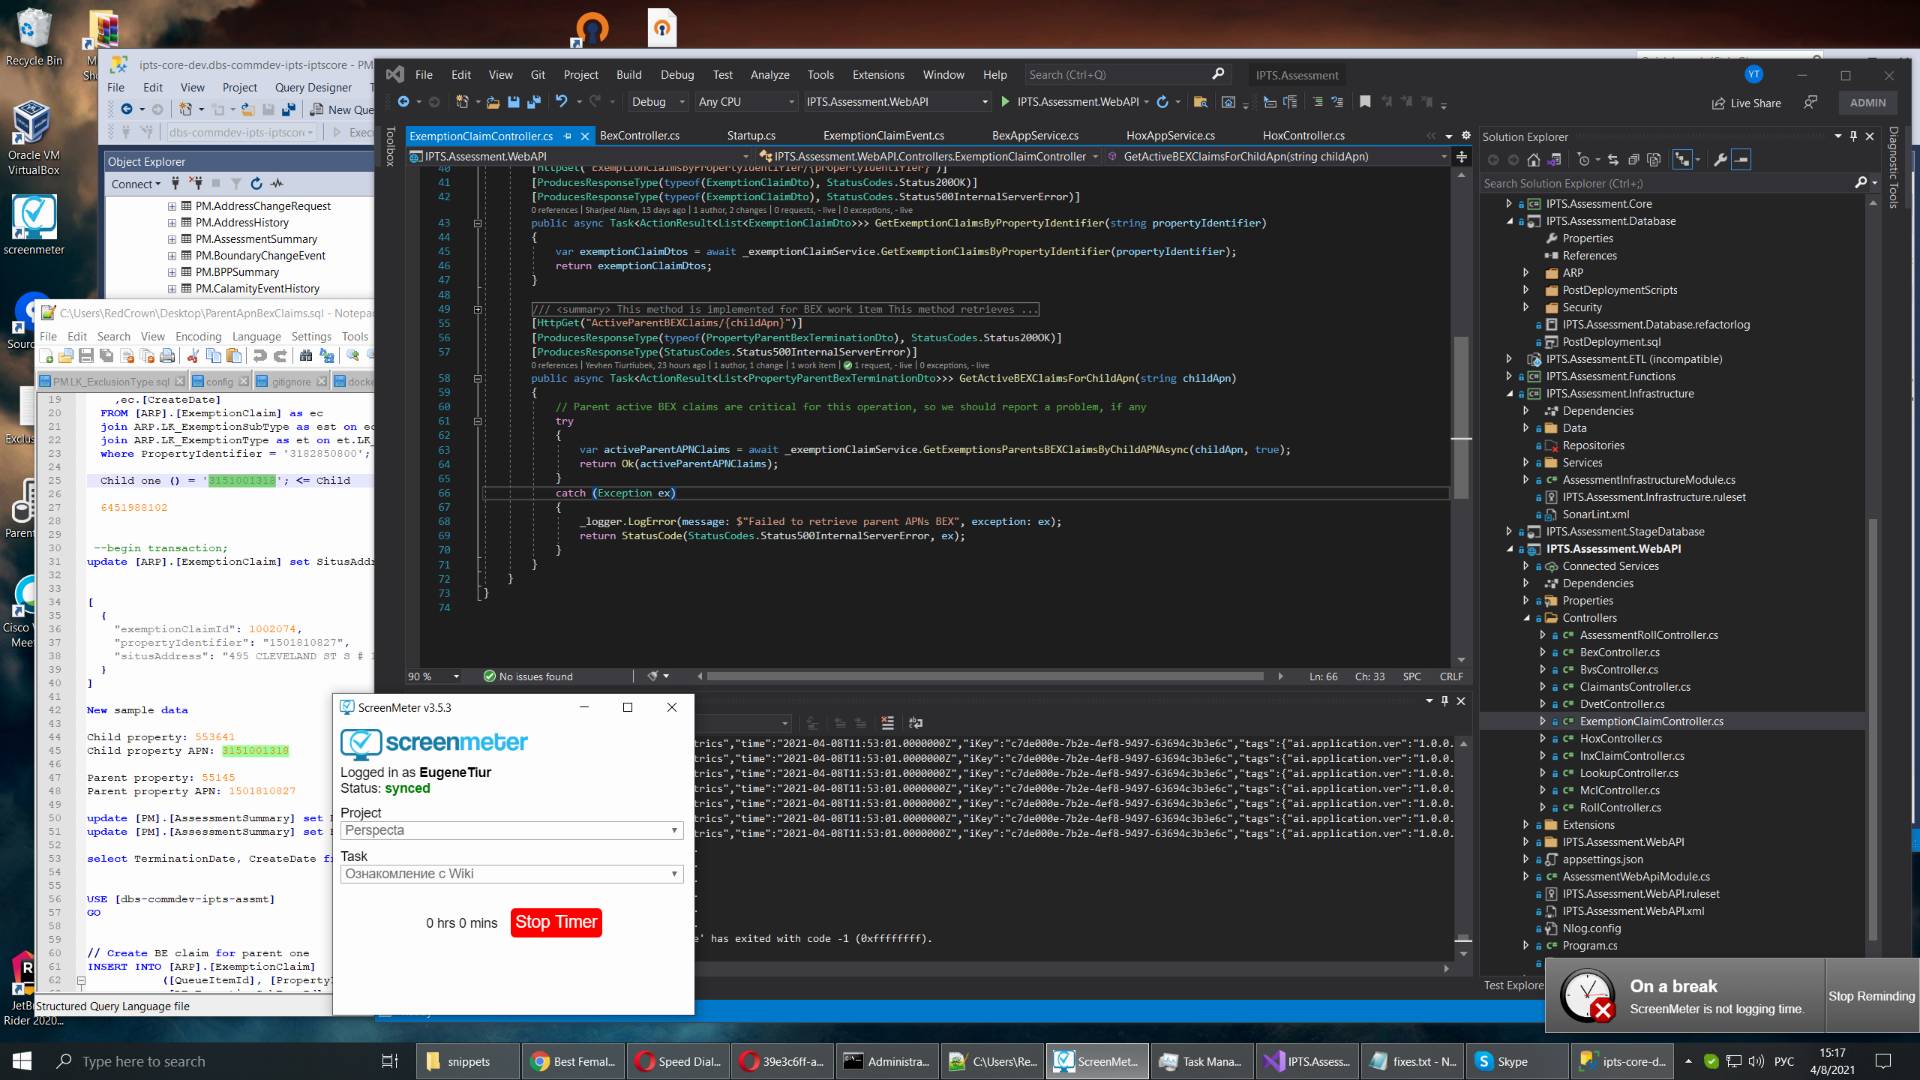 Recycle Bin
Oracle VM
VirtualBox
screenmeter
ipts-core-dev.dbs-commdev-ipts-iptscore - PM.
File Edit View Project Query Designer
New Que
dbs-commdev-ipts-iptscore
Object Explorer
Connect
PM.AddressChangeRequest
PM.AddressHistory
PM.AssessmentSummary
PM.BoundaryChangeEvent
PM.BPPSummary
PM.CalamityEventHistory
C:\Users\RedCrown\Desktop\ParentApnBexClaims.sql - Notepa
File Edit Search View Encoding Language Settings Tools
PM.LK_ExclusionType.sql config .gitignore docke
19 ,ec.[CreateDate]
20 FROM [ARP].[ExemptionClaim] as ec
21 join ARP.LK_ExemptionSubType as est on ec
22 join ARP.LK_ExemptionType as et on et.LK_
23 where PropertyIdentifier = '3182850800';
24
25 Child one () = '3151001318'; <= Child
26
27 6451988102
28
29
30 --begin transaction;
31 update [ARP].[ExemptionClaim] set SitusAddr
32
33
34 [
35 {
36 "exemptionClaimId": 1002074,
37 "propertyIdentifier": "1501810827",
38 "situsAddress": "495 CLEVELAND ST S # 1
39 }
40 ]
41
42 New sample data
43
44 Child property: 553641
45 Child property APN: 3151001318
46
47 Parent property: 55145
48 Parent property APN: 1501810827
49
50 update [PM].[AssessmentSummary] set
51 update [PM].[AssessmentSummary] set
52
53 select TerminationDate, CreateDate f
54
55
56 USE [dbs-commdev-ipts-assmt]
57 GO
58
59
60 // Create BE claim for parent one
61 INSERT INTO [ARP].[ExemptionClaim]
62 ([QueueItemId], [Property
Structured Query Language file
File Edit View Git Project Build Debug Test Analyze Tools Extensions Window Help Search (Ctrl+Q) IPTS.Assessment YT
Debug Any CPU IPTS.Assessment.WebAPI IPTS.Assessment.WebAPI Live Share ADMIN
Toolbox
ExemptionClaimController.cs BexController.cs Startup.cs ExemptionClaimEvent.cs BexAppService.cs HoxAppService.cs HoxController.cs
IPTS.Assessment.WebAPI IPTS.Assessment.WebAPI.Controllers.ExemptionClaimController GetActiveBEXClaimsForChildApn(string childApn)
40 [HttpGet("ExemptionClaimsByPropertyIdentifier/{propertyIdentifier}")]
41 [ProducesResponseType(typeof(ExemptionClaimDto), StatusCodes.Status200OK)]
42 [ProducesResponseType(typeof(ExemptionClaimDto), StatusCodes.Status500InternalServerError)]
0 references | Sharjeel Alam, 13 days ago | 1 author, 2 changes | 0 requests, - live | 0 exceptions, - live
43 public async Task<ActionResult<List<ExemptionClaimDto>>> GetExemptionClaimsByPropertyIdentifier(string propertyIdentifier)
44 {
45 var exemptionClaimDtos = await _exemptionClaimService.GetExemptionClaimsByPropertyIdentifier(propertyIdentifier);
46 return exemptionClaimDtos;
47 }
48
49 /// <summary> This method is implemented for BEX work item This method retrieves ...
55 [HttpGet("ActiveParentBEXClaims/{childApn}")]
56 [ProducesResponseType(typeof(PropertyParentBexTerminationDto), StatusCodes.Status200OK)]
57 [ProducesResponseType(StatusCodes.Status500InternalServerError)]
0 references | Yevhen Tiurtiubek, 23 hours ago | 1 author, 1 change | 1 work item | 1 request, - live | 0 exceptions, - live
58 public async Task<ActionResult<List<PropertyParentBexTerminationDto>>> GetActiveBEXClaimsForChildApn(string childApn)
59 {
60 // Parent active BEX claims are critical for this operation, so we should report a problem, if any
61 try
62 {
63 var activeParentAPNClaims = await _exemptionClaimService.GetExemptionsParentsBEXClaimsByChildAPNAsync(childApn, true);
64 return Ok(activeParentAPNClaims);
65 }
66 catch (Exception ex)
67 {
68 _logger.LogError(message: $"Failed to retrieve parent APNs BEX", exception: ex);
69 return StatusCode(StatusCodes.Status500InternalServerError, ex);
70 }
71 }
72 }
73 }
74
90 % No issues found Ln: 66 Ch: 33 SPC CRLF
trics","time":"2021-04-08T11:53:01.0000000Z","iKey":"c7de000e-7b2e-4ef8-9497-63694c3b3e6c","tags":{"ai.application.ver":"1.0.0.
trics","time":"2021-04-08T11:53:01.0000000Z","iKey":"c7de000e-7b2e-4ef8-9497-63694c3b3e6c","tags":{"ai.application.ver":"1.0.0.
trics","time":"2021-04-08T11:53:01.0000000Z","iKey":"c7de000e-7b2e-4ef8-9497-63694c3b3e6c","tags":{"ai.application.ver":"1.0.0.
trics","time":"2021-04-08T11:53:01.0000000Z","iKey":"c7de000e-7b2e-4ef8-9497-63694c3b3e6c","tags":{"ai.application.ver":"1.0.0.
trics","time":"2021-04-08T11:53:01.0000000Z","iKey":"c7de000e-7b2e-4ef8-9497-63694c3b3e6c","tags":{"ai.application.ver":"1.0.0.
trics","time":"2021-04-08T11:53:01.0000000Z","iKey":"c7de000e-7b2e-4ef8-9497-63694c3b3e6c","tags":{"ai.application.ver":"1.0.0.
trics","time":"2021-04-08T11:53:01.0000000Z","iKey":"c7de000e-7b2e-4ef8-9497-63694c3b3e6c","tags":{"ai.application.ver":"1.0.0.
e' has exited with code -1 (0xffffffff).
ScreenMeter v3.5.3
screenmeter
Logged in as EugeneTiur
Status: synced
Project
Perspecta
Task
Ознакомление с Wiki
0 hrs 0 mins Stop Timer
Solution Explorer
Search Solution Explorer (Ctrl+;)
Diagnostic Tools
IPTS.Assessment.Core
IPTS.Assessment.Database
Properties
References
ARP
PostDeploymentScripts
Security
IPTS.Assessment.Database.refactorlog
PostDeployment.sql
IPTS.Assessment.ETL (incompatible)
IPTS.Assessment.Functions
IPTS.Assessment.Infrastructure
Dependencies
Data
Repositories
Services
AssessmentInfrastructureModule.cs
IPTS.Assessment.Infrastructure.ruleset
SonarLint.xml
IPTS.Assessment.StageDatabase
IPTS.Assessment.WebAPI
Connected Services
Dependencies
Properties
Controllers
AssessmentRollController.cs
BexController.cs
BvsController.cs
ClaimantsController.cs
DvetController.cs
ExemptionClaimController.cs
HoxController.cs
InxClaimController.cs
LookupController.cs
MclController.cs
RollController.cs
Extensions
IPTS.Assessment.WebAPI
appsettings.json
AssessmentWebApiModule.cs
IPTS.Assessment.WebAPI.ruleset
IPTS.Assessment.WebAPI.xml
Nlog.config
Program.cs
Test Explore
On a break
ScreenMeter is not logging time.
Stop Reminding
Sourc
Exclus
Paren
Cisco
Mee
JetB
Rider 2020...
Type here to search snippets Best Femal... Speed Dial... 39e3c6ff-a... Administra... C:\Users\Re... ScreenMet... Task Mana... IPTS.Assess... fixes.txt - N... Skype ipts-core-d... РУС 15:17
4/8/2021